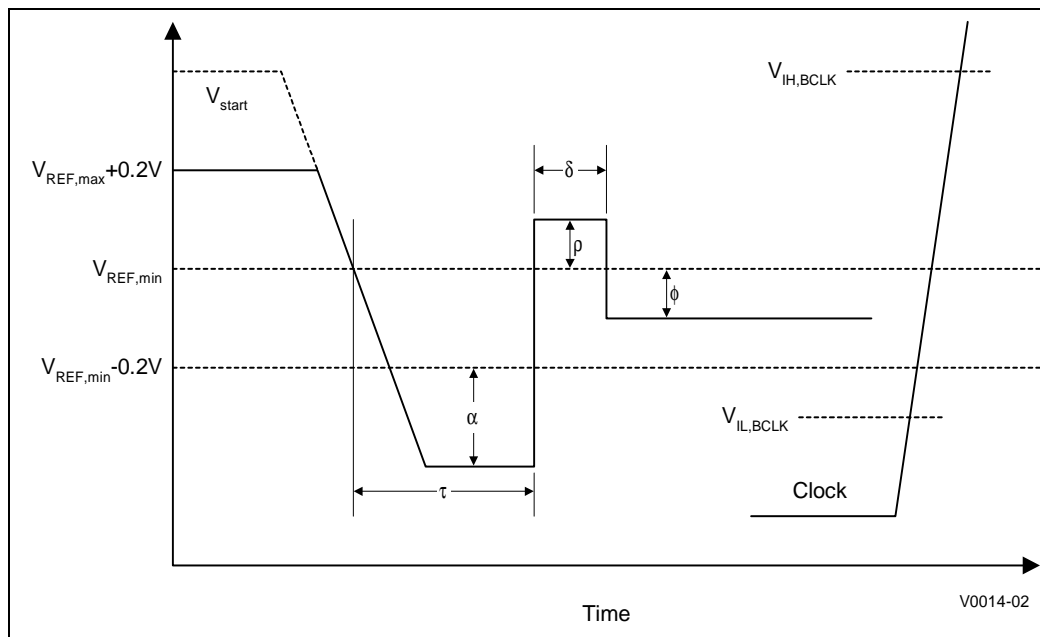 V_IH,BCLK
V_start
V_REF,max+0.2V
δ
ρ
V_REF,min
ϕ
V_REF,min-0.2V
α
V_IL,BCLK
τ
Clock
V0014-02
Time